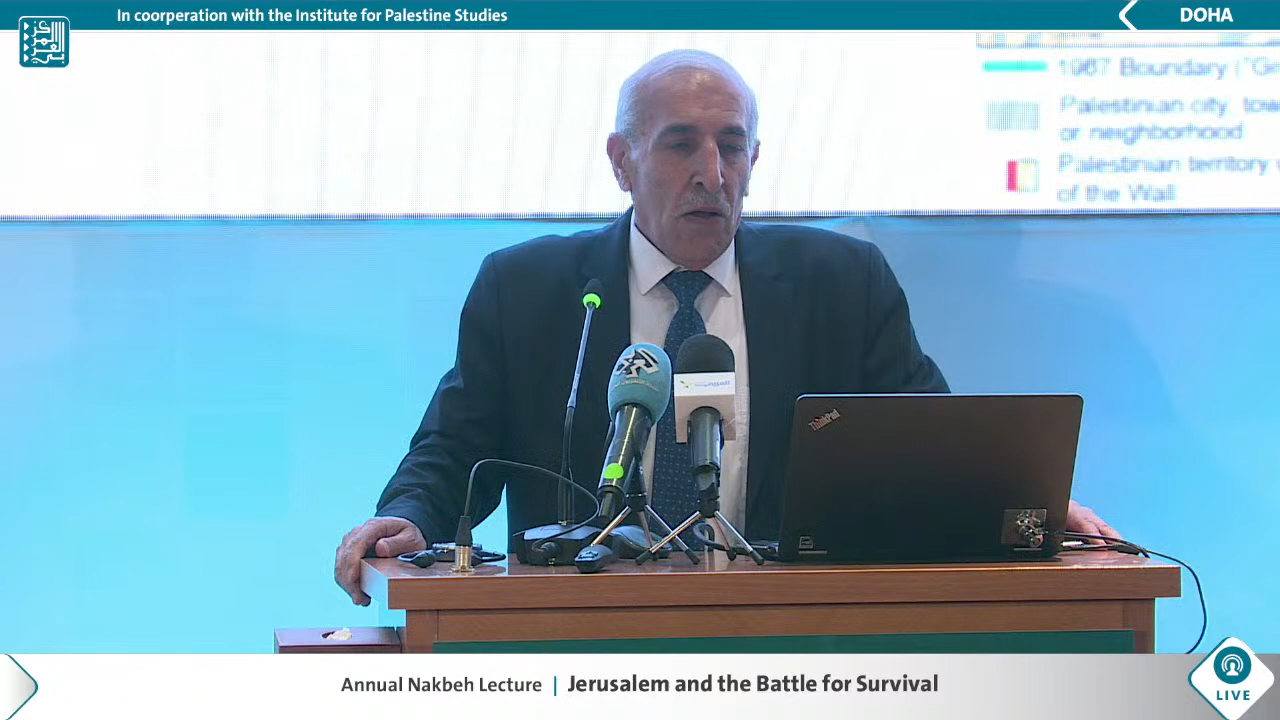 In coorperation with the Institute for Palestine Studies
DOHA
1967 Boundary
Palestinian city,
or neighborhood
Palestinian territory
of the Wall
ThinkPad
Annual Nakbeh Lecture | Jerusalem and the Battle for Survival
LIVE